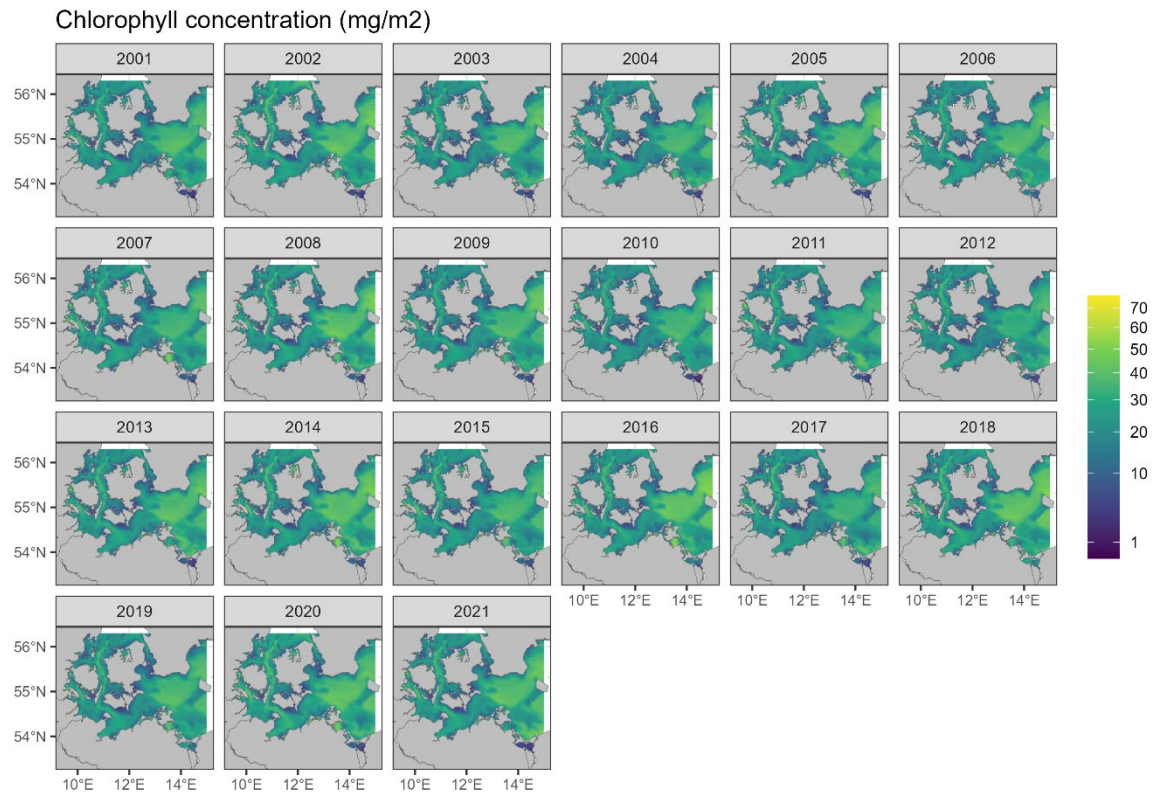 Chlorophyll concentration (mg/m2)
2001 2002 2003 2004 2005 2006
56°N
55°N
54°N
2007 2008 2009 2010 2011 2012
56°N
55°N
54°N
70
60
50
40
30
20
10
1
2013 2014 2015 2016 2017 2018
56°N
55°N
54°N
10°E 12°E 14°E 10°E 12°E 14°E 10°E 12°E 14°E
2019 2020 2021
56°N
55°N
54°N
10°E 12°E 14°E 10°E 12°E 14°E 10°E 12°E 14°E